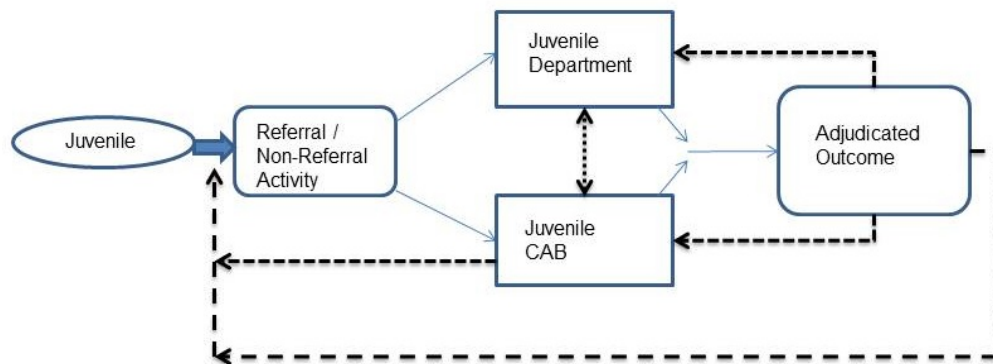 Juvenile
Referral /
Non-Referral
Activity
Juvenile
Department
Juvenile
CAB
Adjudicated
Outcome